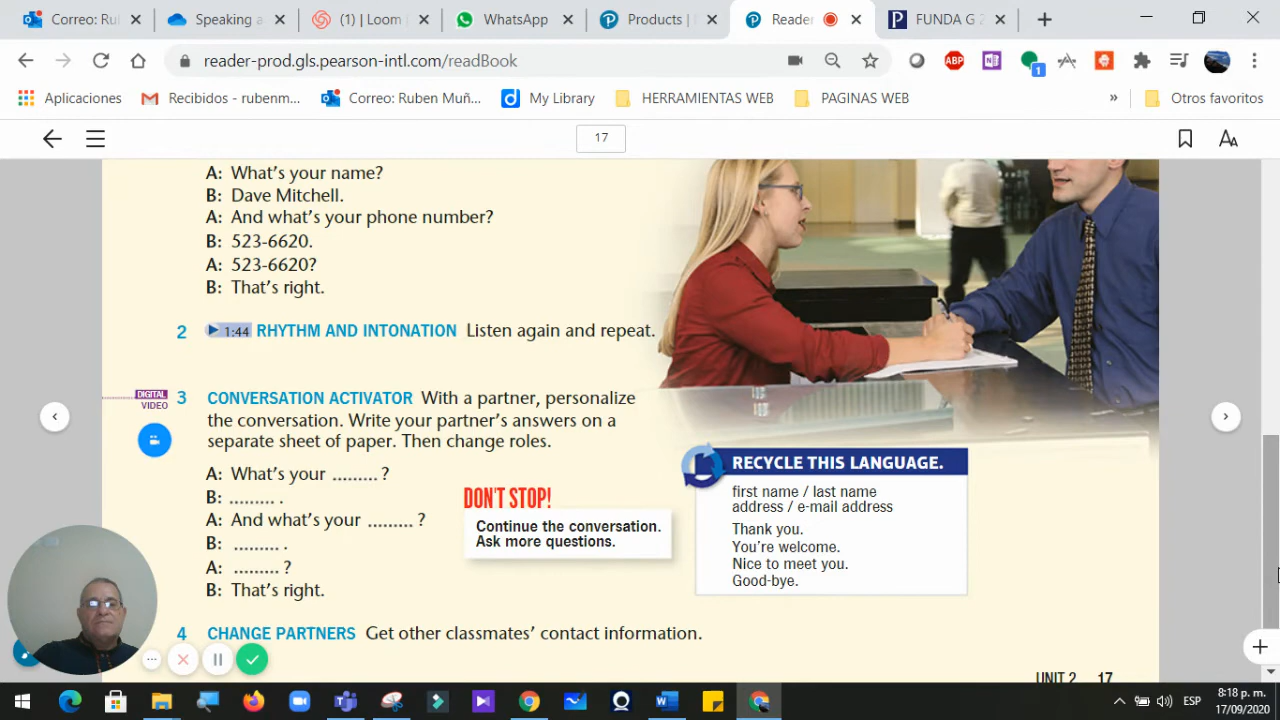 Correo: Ru
Speaking a
(1) | Loom |
WhatsApp
Products |
Reader
FUNDA G 2
reader-prod.gls.pearson-intl.com/readBook
ABP
1
Aplicaciones
Recibidos - rubenm...
Correo: Ruben Muñ...
My Library
HERRAMIENTAS WEB
PAGINAS WEB
»
Otros favoritos
17
AA
A: What's your name?
B: Dave Mitchell.
A: And what's your phone number?
B: 523-6620.
A: 523-6620?
B: That's right.
2 1:44 RHYTHM AND INTONATION Listen again and repeat.
DIGITAL
VIDEO
3 CONVERSATION ACTIVATOR With a partner, personalize
the conversation. Write your partner's answers on a
separate sheet of paper. Then change roles.
A: What's your ......... ?
B: ......... .
A: And what's your ......... ?
B: ......... .
A: ......... ?
B: That's right.
DON'T STOP!
Continue the conversation.
Ask more questions.
RECYCLE THIS LANGUAGE.
first name / last name
address / e-mail address
Thank you.
You're welcome.
Nice to meet you.
Good-bye.
4 CHANGE PARTNERS Get other classmates' contact information.
UNIT 2 17
ESP
8:18 p. m.
17/09/2020